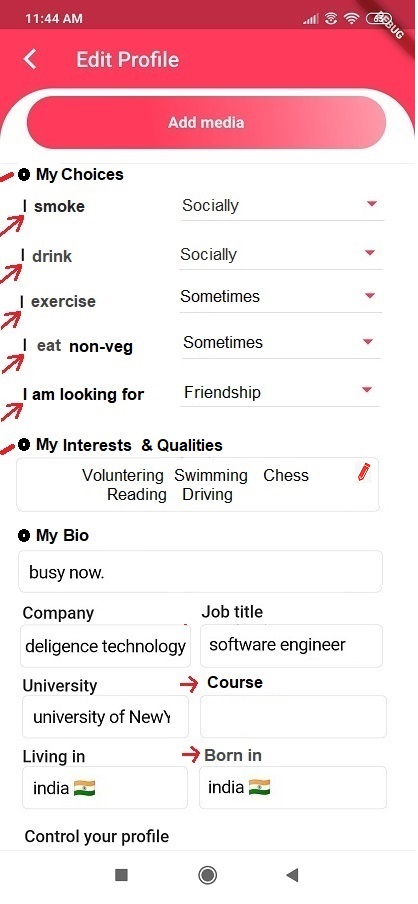 11:44 AM
BUG
Edit Profile
Add media
My Choices
I smoke Socially
I drink Socially
I exercise Sometimes
I eat non-veg Sometimes
I am looking for Friendship
My Interests & Qualities
Voluntering Swimming Chess
Reading Driving
My Bio
busy now.
Company Job title
deligence technology software engineer
University Course
university of NewY
Living in Born in
india 🇮🇳 india 🇮🇳
Control your profile